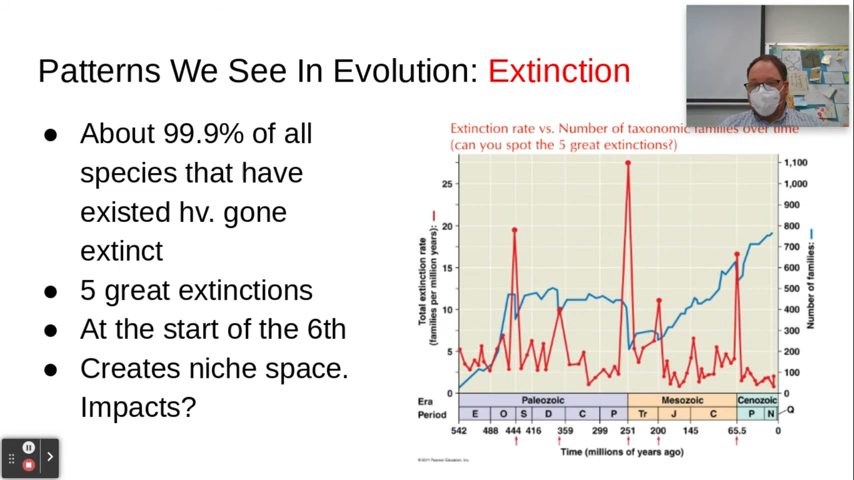 Patterns We See In Evolution: Extinction
● About 99.9% of all
species that have
existed hv. gone
extinct
● 5 great extinctions
● At the start of the 6th
● Creates niche space.
Impacts?
Extinction rate vs. Number of taxonomic families over time
(can you spot the 5 great extinctions?)
Total extinction rate
(families per million years):
25
20
15
10
5
0
1,100
1,000
900
800
700
600
500
400
300
200
100
0
Number of families:
Era
Paleozoic
Mesozoic
Cenozoic
Period
E O S D C P Tr J C P N Q
542 488 444 416 359 299 251 200 145 65.5 0
Time (millions of years ago)
©2011 Pearson Education, Inc.